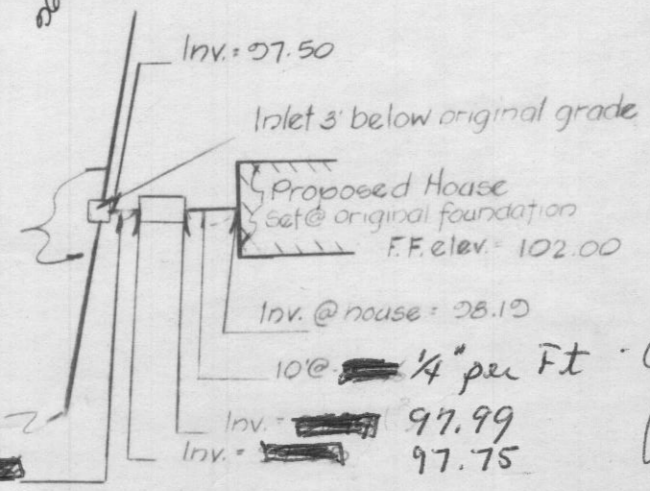 Inv. = 97.50
Inlet 3' below original grade
Proposed House
set @ original foundation
F.F. elev. = 102.00
Inv. @ house = 98.19
10' @ 1/4" per Ft
Inv. = 97.99
Inv. = 97.75